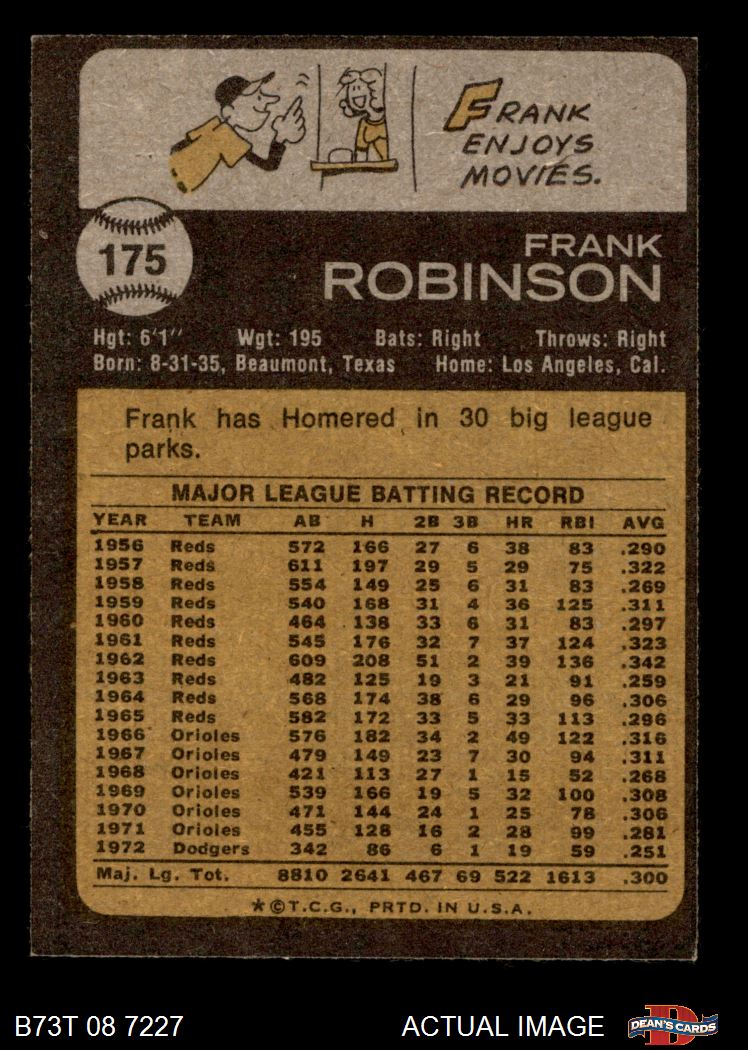 FRANK
ENJOYS
MOVIES.
175
FRANK
ROBINSON
Hgt: 6'1" Wgt: 195 Bats: Right Throws: Right
Born: 8-31-35, Beaumont, Texas Home: Los Angeles, Cal.
Frank has Homered in 30 big league
parks.
MAJOR LEAGUE BATTING RECORD
YEAR TEAM AB H 2B 3B HR RBI AVG
1956 Reds 572 166 27 6 38 83 .290
1957 Reds 611 197 29 5 29 75 .322
1958 Reds 554 149 25 6 31 83 .269
1959 Reds 540 168 31 4 36 125 .311
1960 Reds 464 138 33 6 31 83 .297
1961 Reds 545 176 32 7 37 124 .323
1962 Reds 609 208 51 2 39 136 .342
1963 Reds 482 125 19 3 21 91 .259
1964 Reds 568 174 38 6 29 96 .306
1965 Reds 582 172 33 5 33 113 .296
1966 Orioles 576 182 34 2 49 122 .316
1967 Orioles 479 149 23 7 30 94 .311
1968 Orioles 421 113 27 1 15 52 .268
1969 Orioles 539 166 19 5 32 100 .308
1970 Orioles 471 144 24 1 25 78 .306
1971 Orioles 455 128 16 2 28 99 .281
1972 Dodgers 342 86 6 1 19 59 .251
Maj. Lg. Tot. 8810 2641 467 69 522 1613 .300
★©T.C.G., PRTD. IN U.S.A.
B73T 08 7227 ACTUAL IMAGE D DEAN'S CARDS